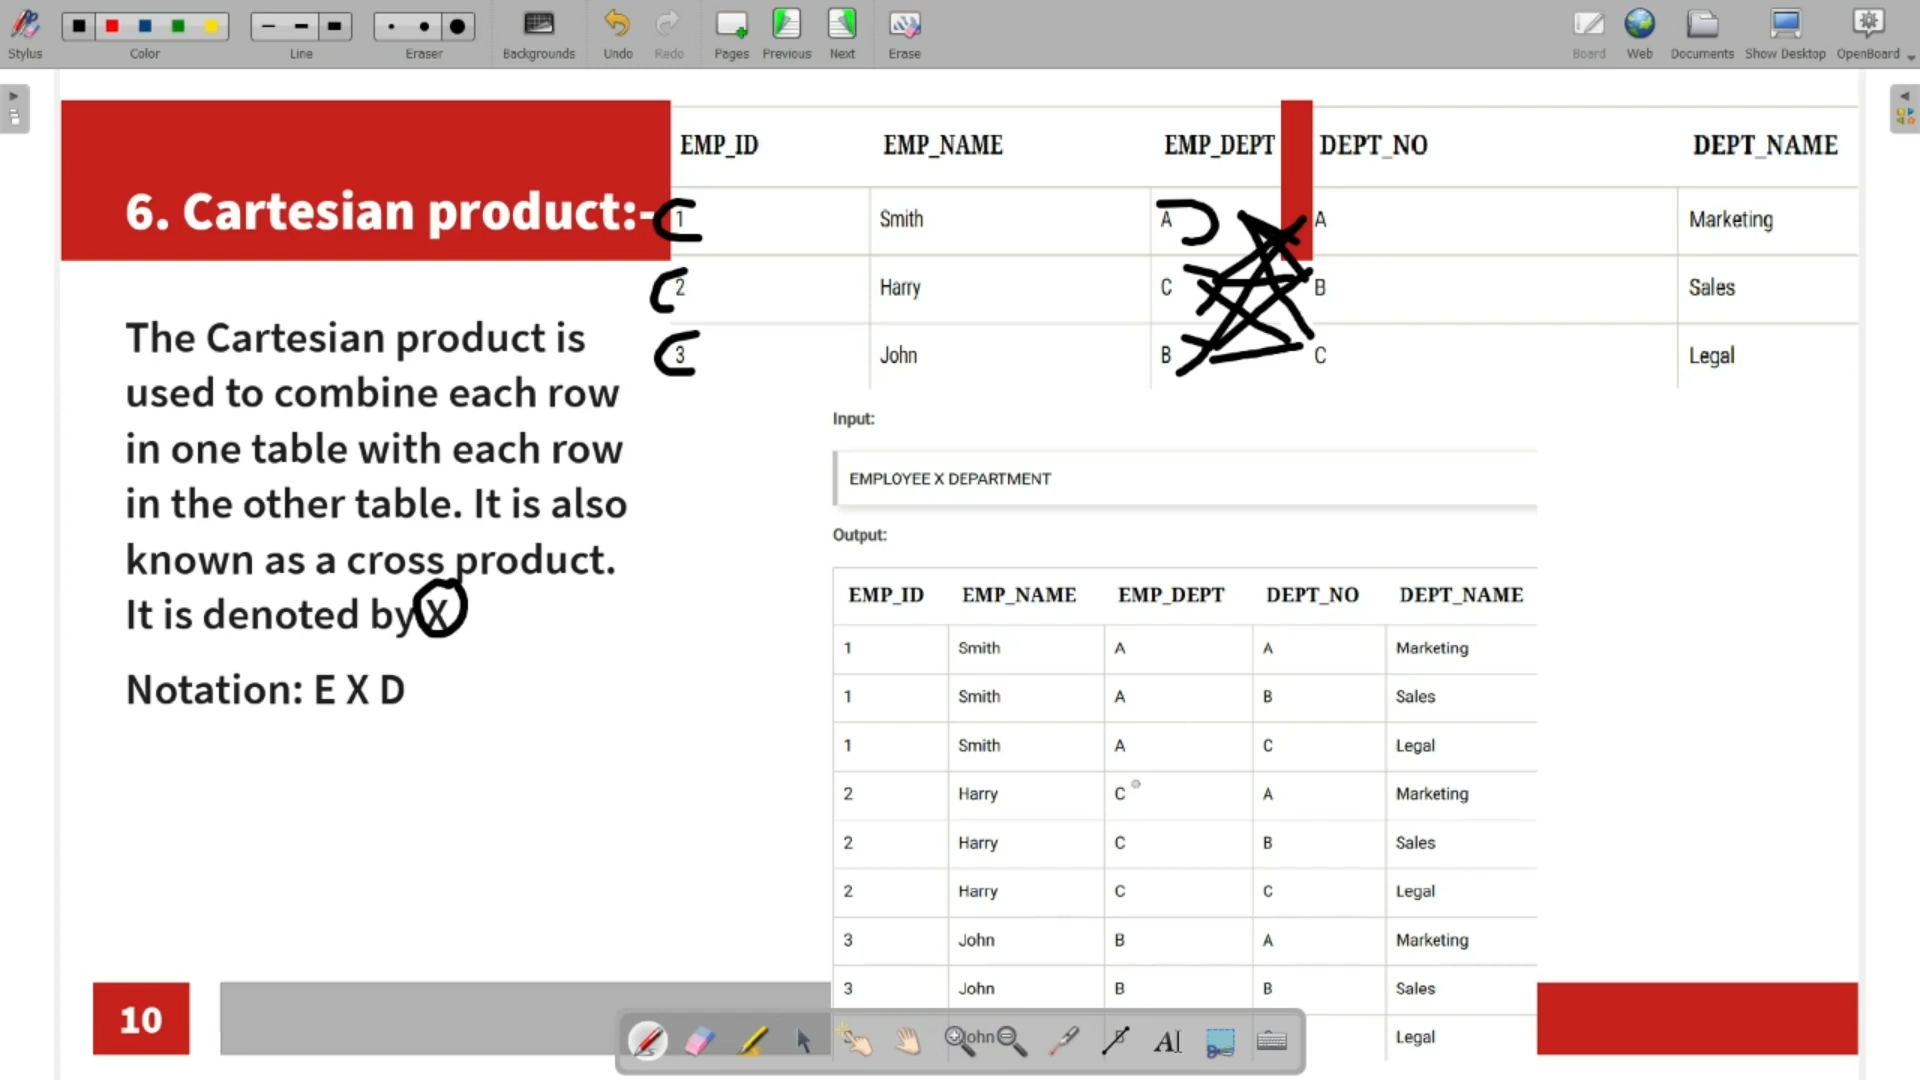 Stylus Color Line Eraser Backgrounds Undo Redo Pages Previous Next Erase Board Web Documents Show Desktop OpenBoard
6. Cartesian product:-
The Cartesian product is
used to combine each row
in one table with each row
in the other table. It is also
known as a cross product.
It is denoted by X
Notation: E X D
10
EMP_ID EMP_NAME EMP_DEPT DEPT_NO DEPT_NAME
1 Smith A A Marketing
2 Harry C B Sales
3 John B C Legal
Input:
EMPLOYEE X DEPARTMENT
Output:
EMP_ID EMP_NAME EMP_DEPT DEPT_NO DEPT_NAME
1 Smith A A Marketing
1 Smith A B Sales
1 Smith A C Legal
2 Harry C A Marketing
2 Harry C B Sales
2 Harry C C Legal
3 John B A Marketing
3 John B B Sales
John B Legal